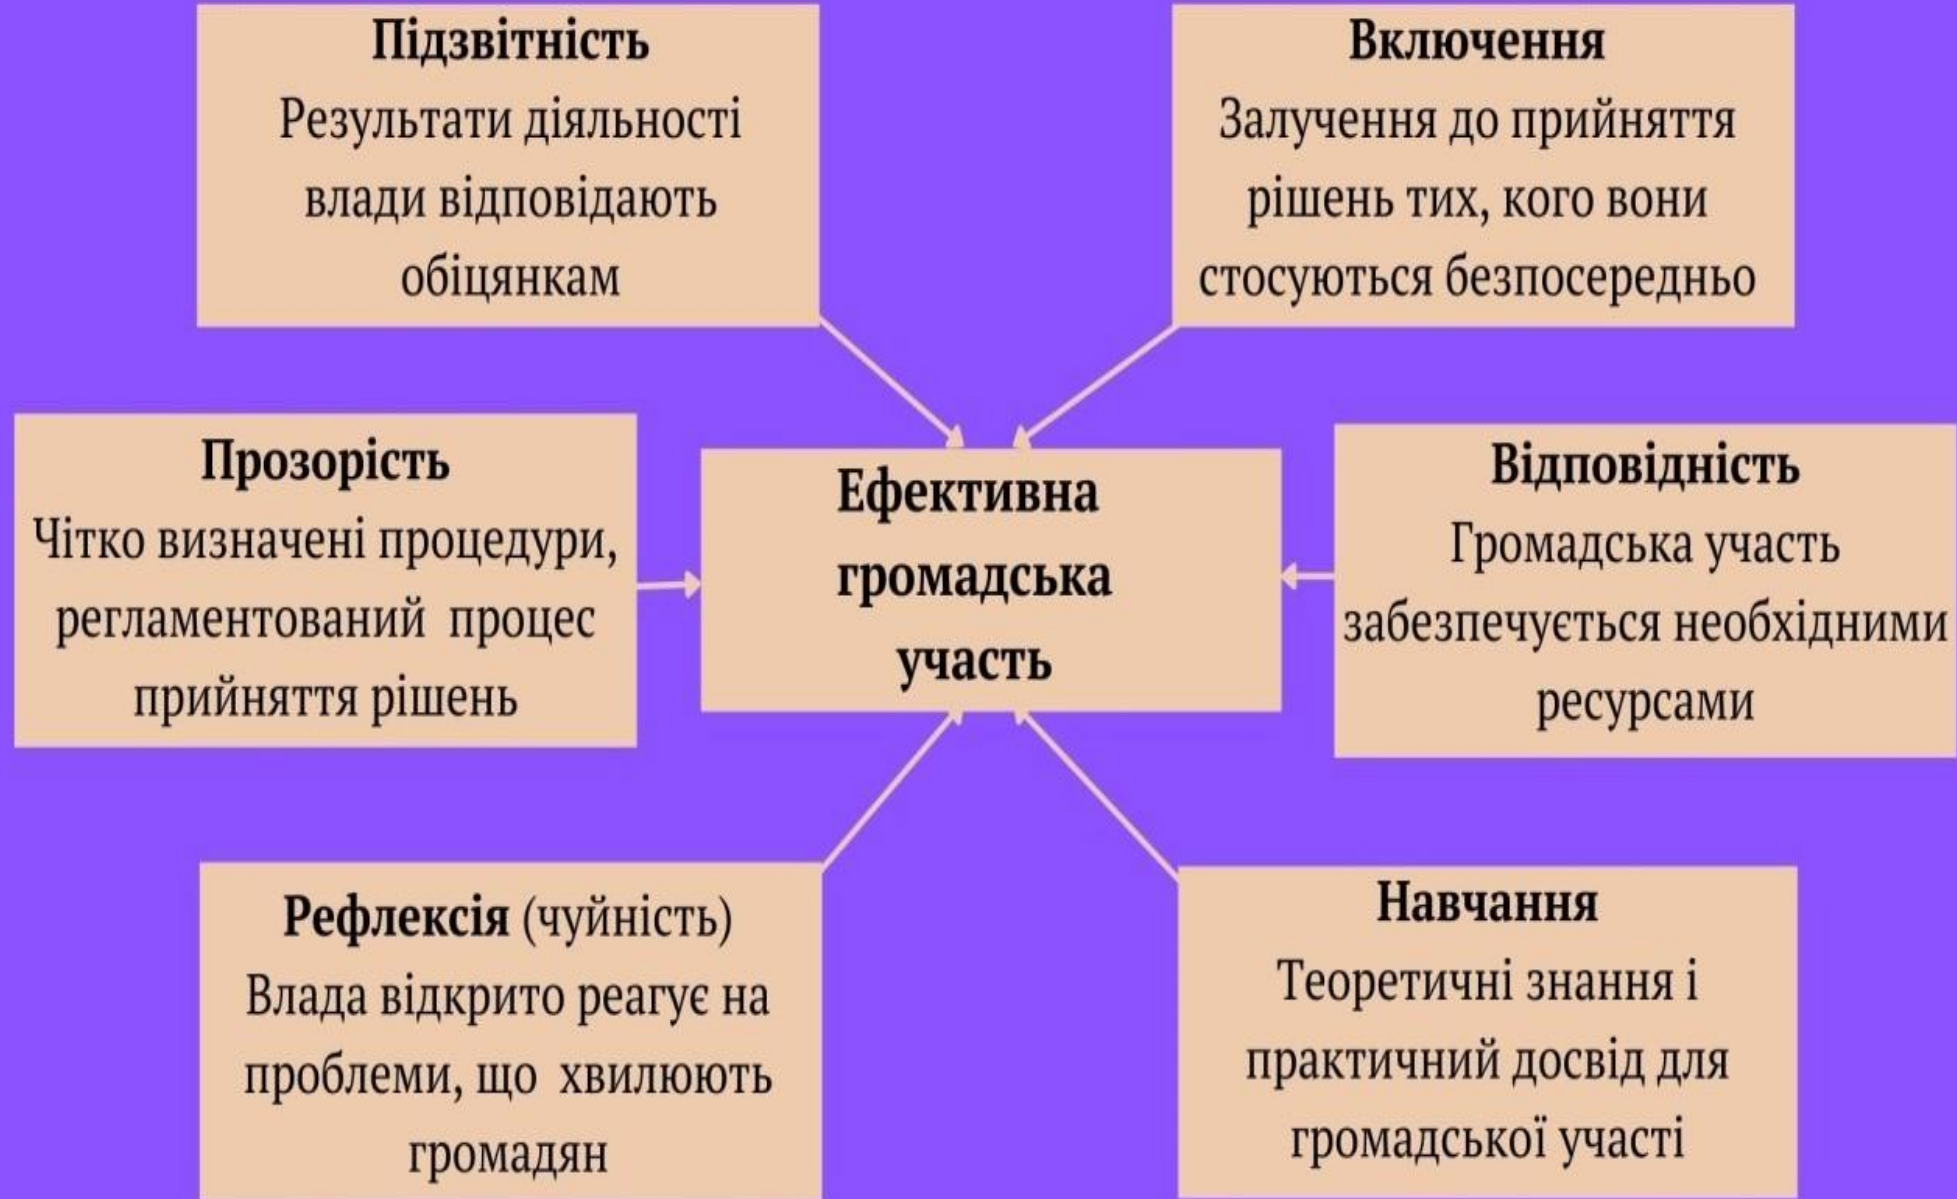 Підзвітність
Результати діяльності
влади відповідають
обіцянкам
Включення
Залучення до прийняття
рішень тих, кого вони
стосуються безпосередньо
Прозорість
Чітко визначені процедури,
регламентований процес
прийняття рішень
Ефективна
громадська
участь
Відповідність
Громадська участь
забезпечується необхідними
ресурсами
Рефлексія (чуйність)
Влада відкрито реагує на
проблеми, що хвилюють
громадян
Навчання
Теоретичні знання і
практичний досвід для
громадської участі